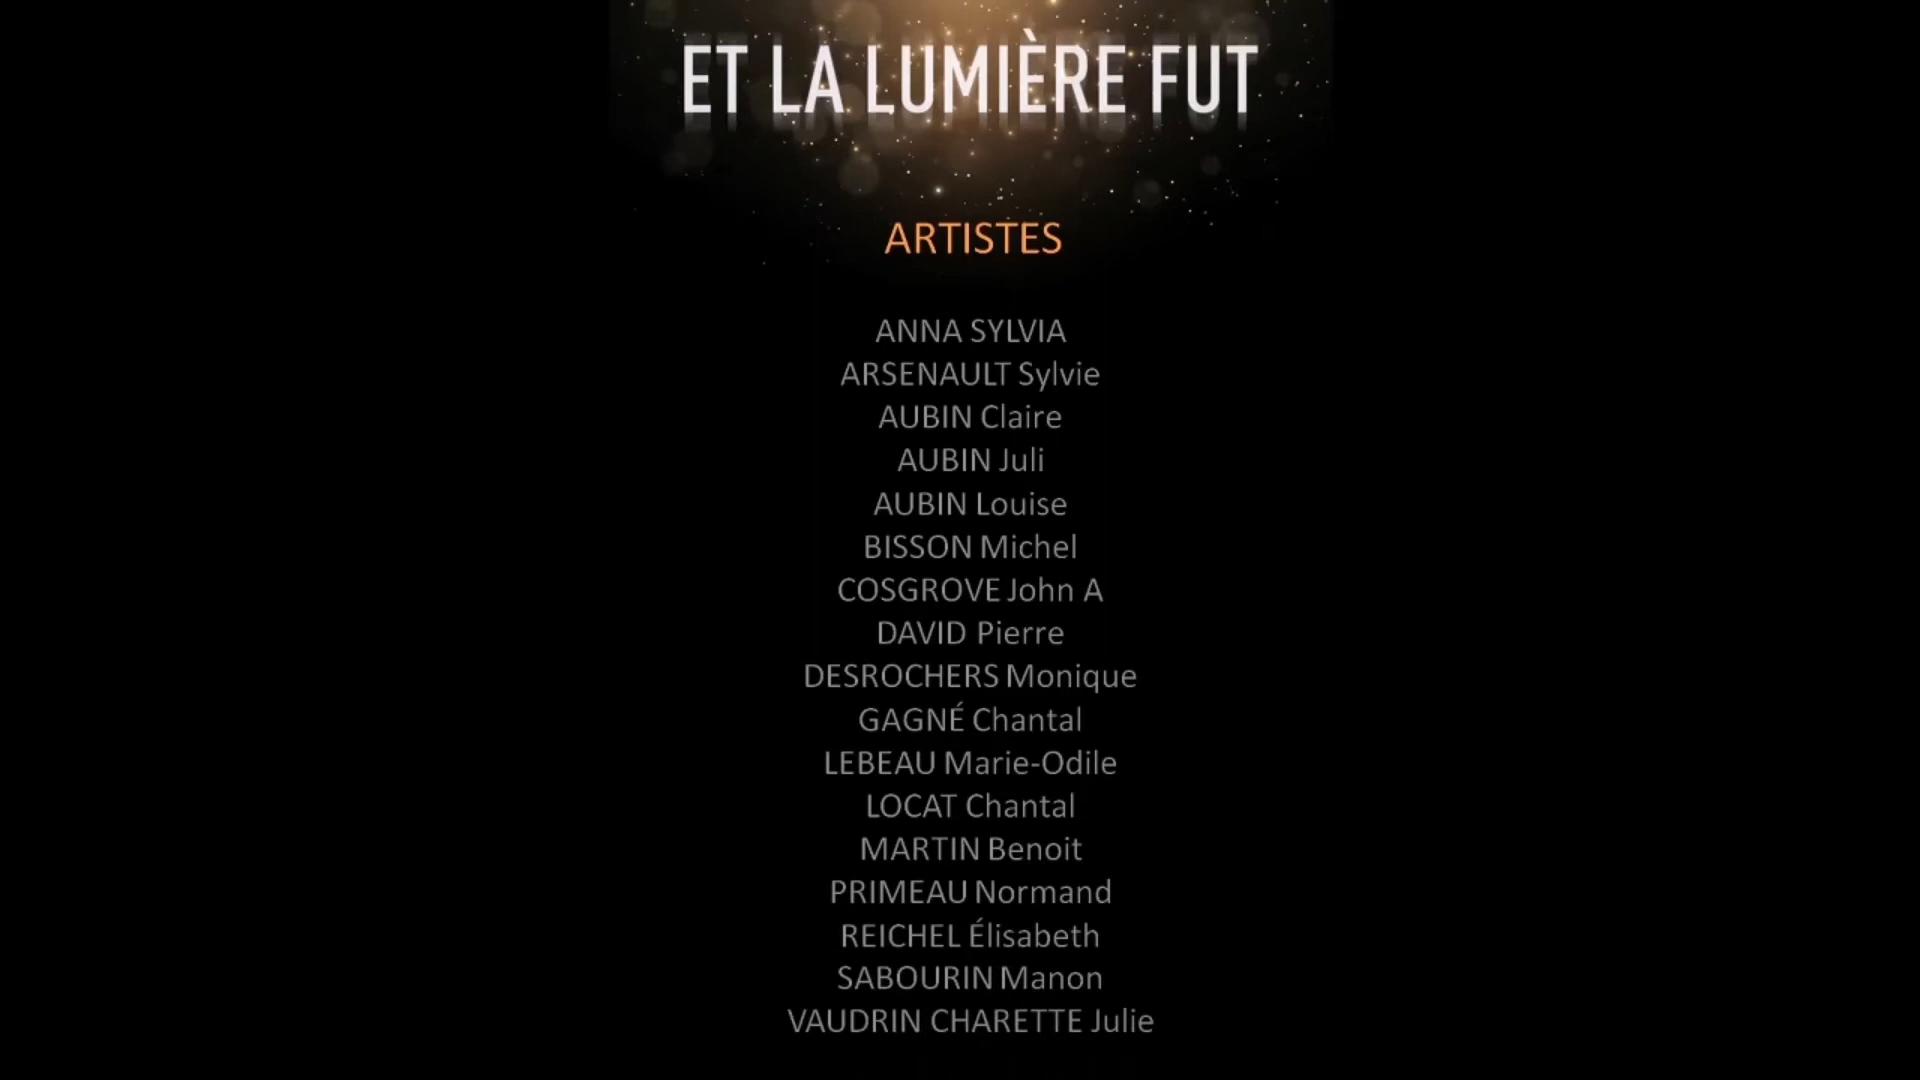 ET LA LUMIÈRE FUT
ARTISTES
ANNA SYLVIA
ARSENAULT Sylvie
AUBIN Claire
AUBIN Juli
AUBIN Louise
BISSON Michel
COSGROVE John A
DAVID Pierre
DESROCHERS Monique
GAGNÉ Chantal
LEBEAU Marie-Odile
LOCAT Chantal
MARTIN Benoit
PRIMEAU Normand
REICHEL Élisabeth
SABOURIN Manon
VAUDRIN CHARETTE Julie